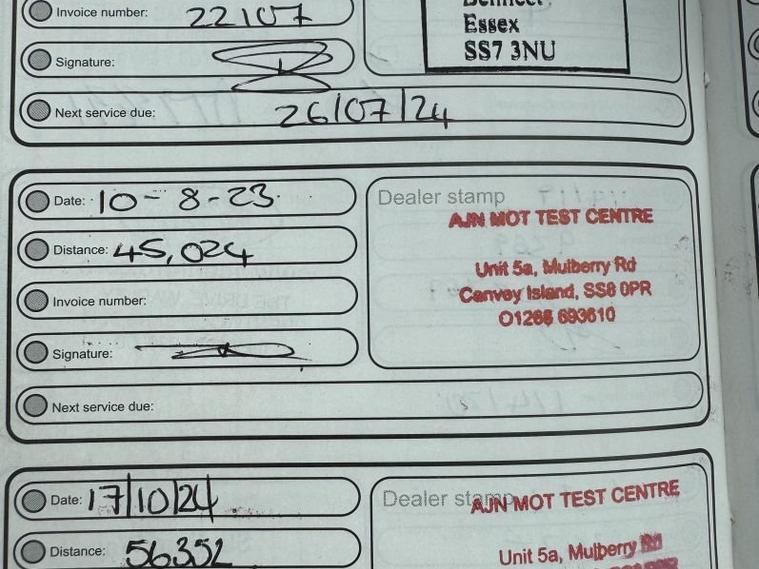 Invoice number: 22107
Essex
Signature:
SS7 3NU
Next service due: 26/07/24
Date: 10-8-23
Dealer stamp
AJN MOT TEST CENTRE
Distance: 45,024
Unit 5a, Mulberry Rd
Canvey Island, SS8 0PR
Invoice number:
01268 693610
Signature:
Next service due:
Date: 17/10/24
Dealer stamp
AJN MOT TEST CENTRE
Distance: 56352
Unit 5a, Mulberry Rd